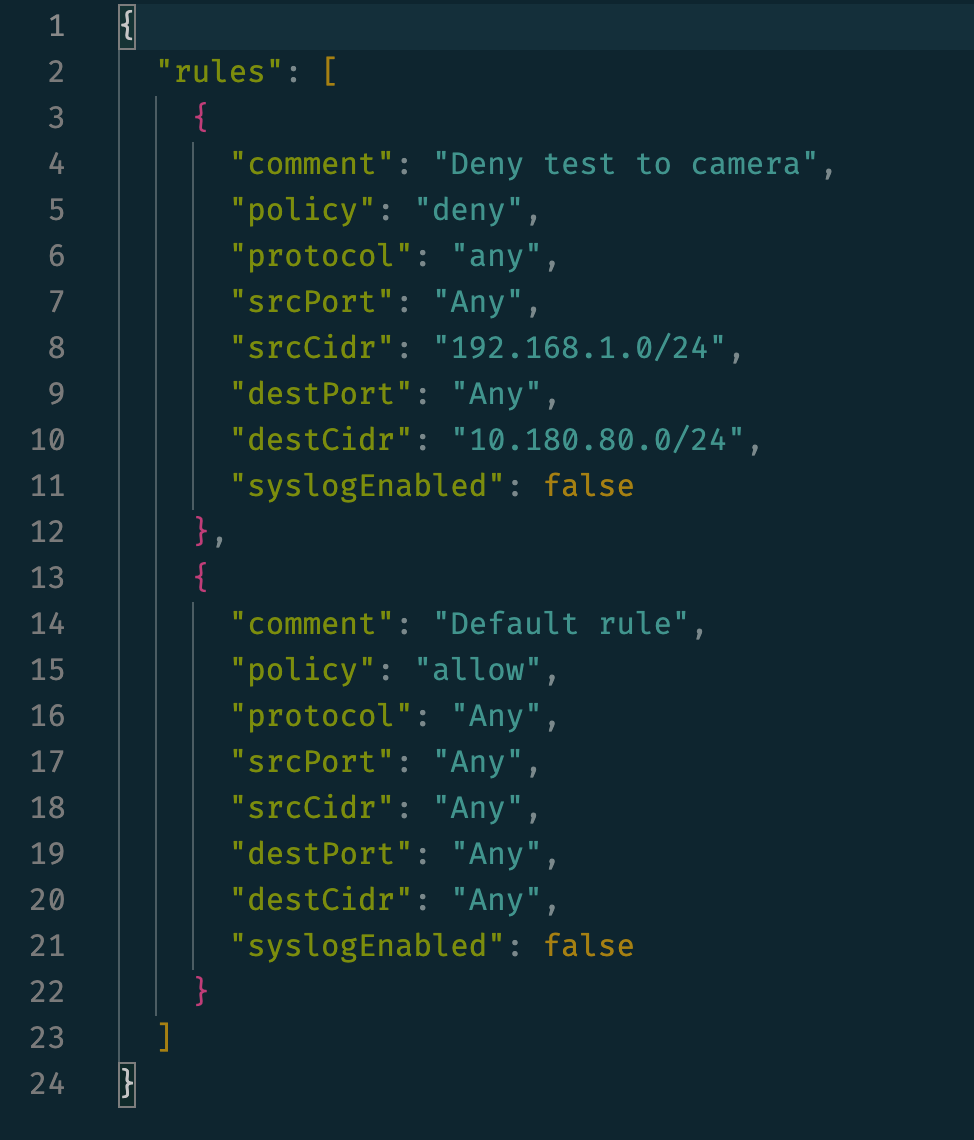 1 {
2   "rules": [
3     {
4       "comment": "Deny test to camera",
5       "policy": "deny",
6       "protocol": "any",
7       "srcPort": "Any",
8       "srcCidr": "192.168.1.0/24",
9       "destPort": "Any",
10       "destCidr": "10.180.80.0/24",
11       "syslogEnabled": false
12     },
13     {
14       "comment": "Default rule",
15       "policy": "allow",
16       "protocol": "Any",
17       "srcPort": "Any",
18       "srcCidr": "Any",
19       "destPort": "Any",
20       "destCidr": "Any",
21       "syslogEnabled": false
22     }
23   ]
24 }